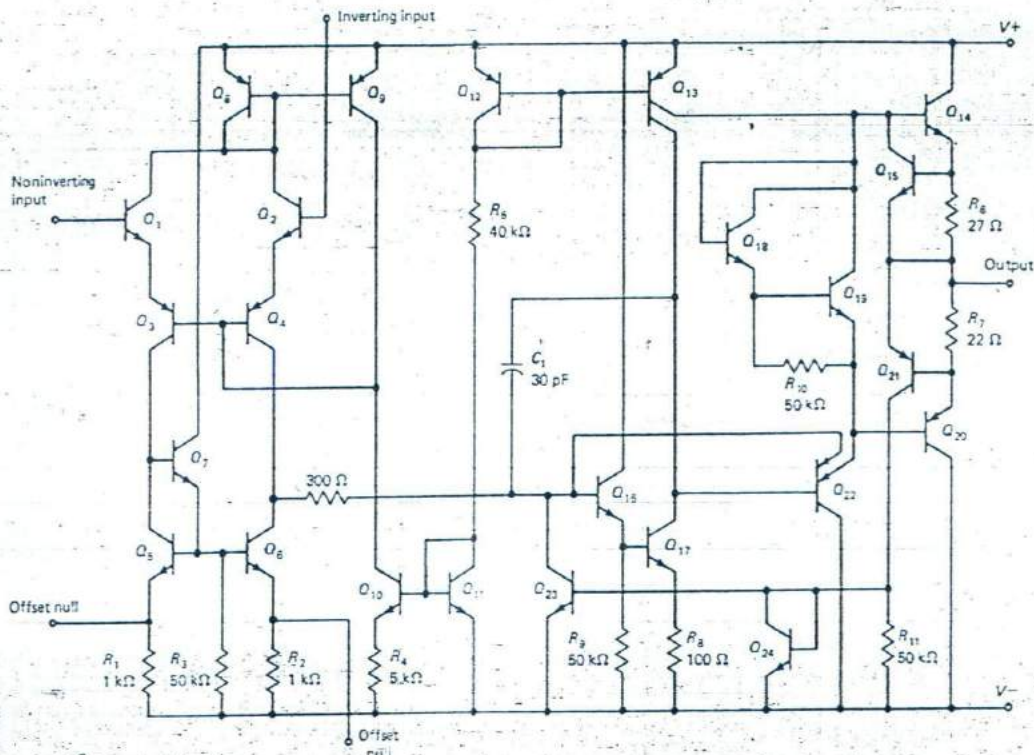 Inverting input
V+
Q8
Q9
Q12
Q13
Q14
Q15
Noninverting
input
Q1
Q2
R5
40 kΩ
Q18
R6
27 Ω
Output
Q3
Q4
C1
30 pF
Q19
R7
22 Ω
R10
50 kΩ
Q21
Q20
Q7
300 Ω
Q16
Q22
Q5
Q6
Q17
Q10
Q11
Q23
Offset null
R1
1 kΩ
R3
50 kΩ
R2
1 kΩ
R4
5 kΩ
R9
50 kΩ
R8
100 Ω
Q24
R11
50 kΩ
V−
Offset
null